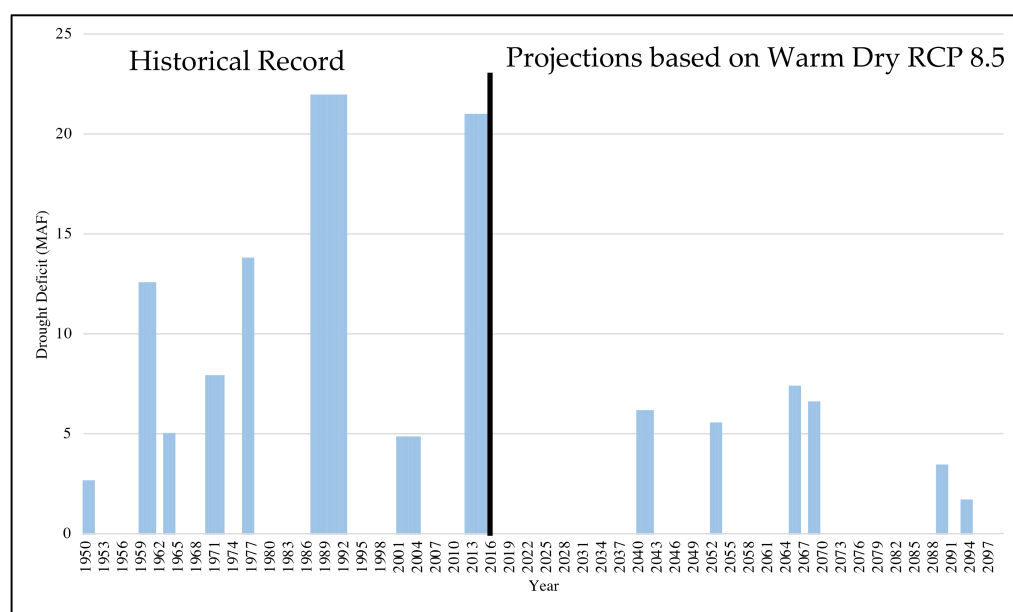 25
Historical Record
Projections based on Warm Dry RCP 8.5
20
15
10
5
0
Drought Deficit (MAF)
1950 1953 1956 1959 1962 1965 1968 1971 1974 1977 1980 1983 1986 1989 1992 1995 1998 2001 2004 2007 2010 2013 2016 2019 2022 2025 2028 2031 2034 2037 2040 2043 2046 2049 2052 2055 2058 2061 2064 2067 2070 2073 2076 2079 2082 2085 2088 2091 2094 2097
Year